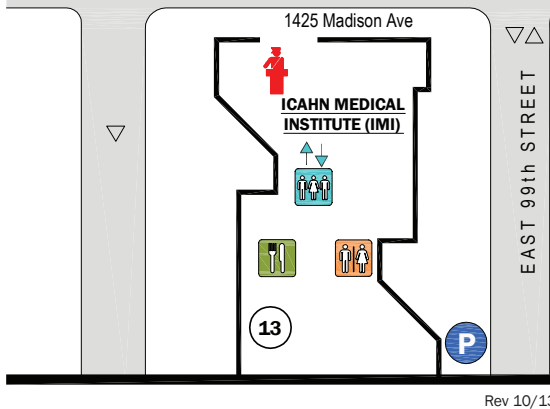 1425 Madison Ave
ICAHN MEDICAL
INSTITUTE (IMI)
EAST 99th STREET
13
P
Rev 10/13